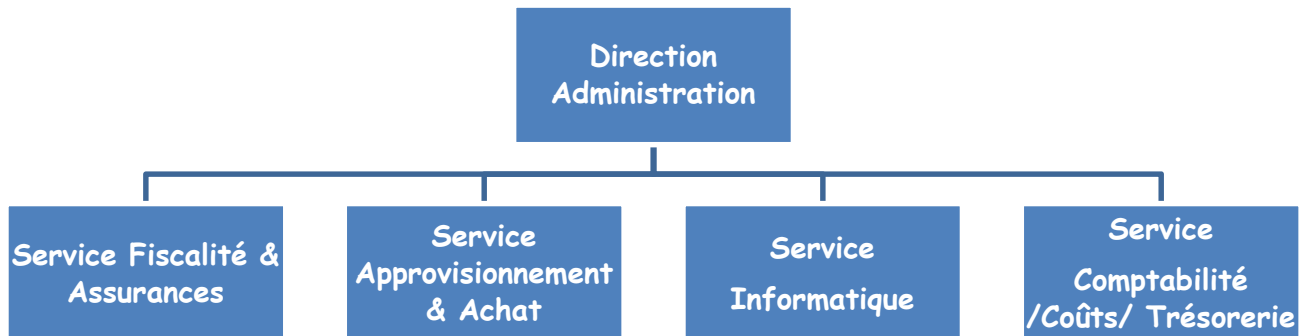 Direction
Administration
Service Fiscalité &
Assurances
Service
Approvisionnement
& Achat
Service
Informatique
Service
Comptabilité
/Coûts/ Trésorerie